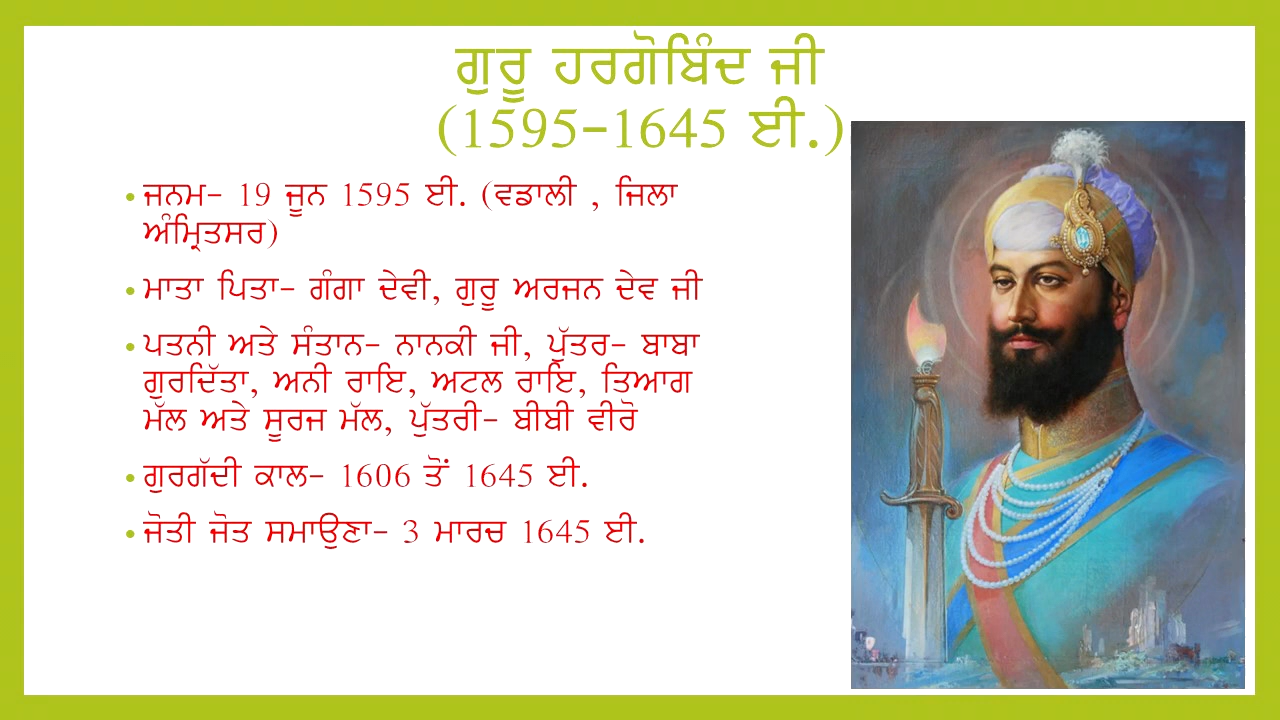 ਗੁਰੂ ਹਰਗੋਬਿੰਦ ਜੀ
(1595-1645 ਈ.)
• ਜਨਮ- 19 ਜੂਨ 1595 ਈ. (ਵਡਾਲੀ , ਜਿਲਾ
ਅੰਮ੍ਰਿਤਸਰ)
• ਮਾਤਾ ਪਿਤਾ- ਗੰਗਾ ਦੇਵੀ, ਗੁਰੂ ਅਰਜਨ ਦੇਵ ਜੀ
• ਪਤਨੀ ਅਤੇ ਸੰਤਾਨ- ਨਾਨਕੀ ਜੀ, ਪੁੱਤਰ- ਬਾਬਾ
ਗੁਰਦਿੱਤਾ, ਅਨੀ ਰਾਇ, ਅਟਲ ਰਾਇ, ਤਿਆਗ
ਮੱਲ ਅਤੇ ਸੂਰਜ ਮੱਲ, ਪੁੱਤਰੀ- ਬੀਬੀ ਵੀਰੋ
• ਗੁਰਗੱਦੀ ਕਾਲ- 1606 ਤੋਂ 1645 ਈ.
• ਜੋਤੀ ਜੋਤ ਸਮਾਉਣਾ- 3 ਮਾਰਚ 1645 ਈ.